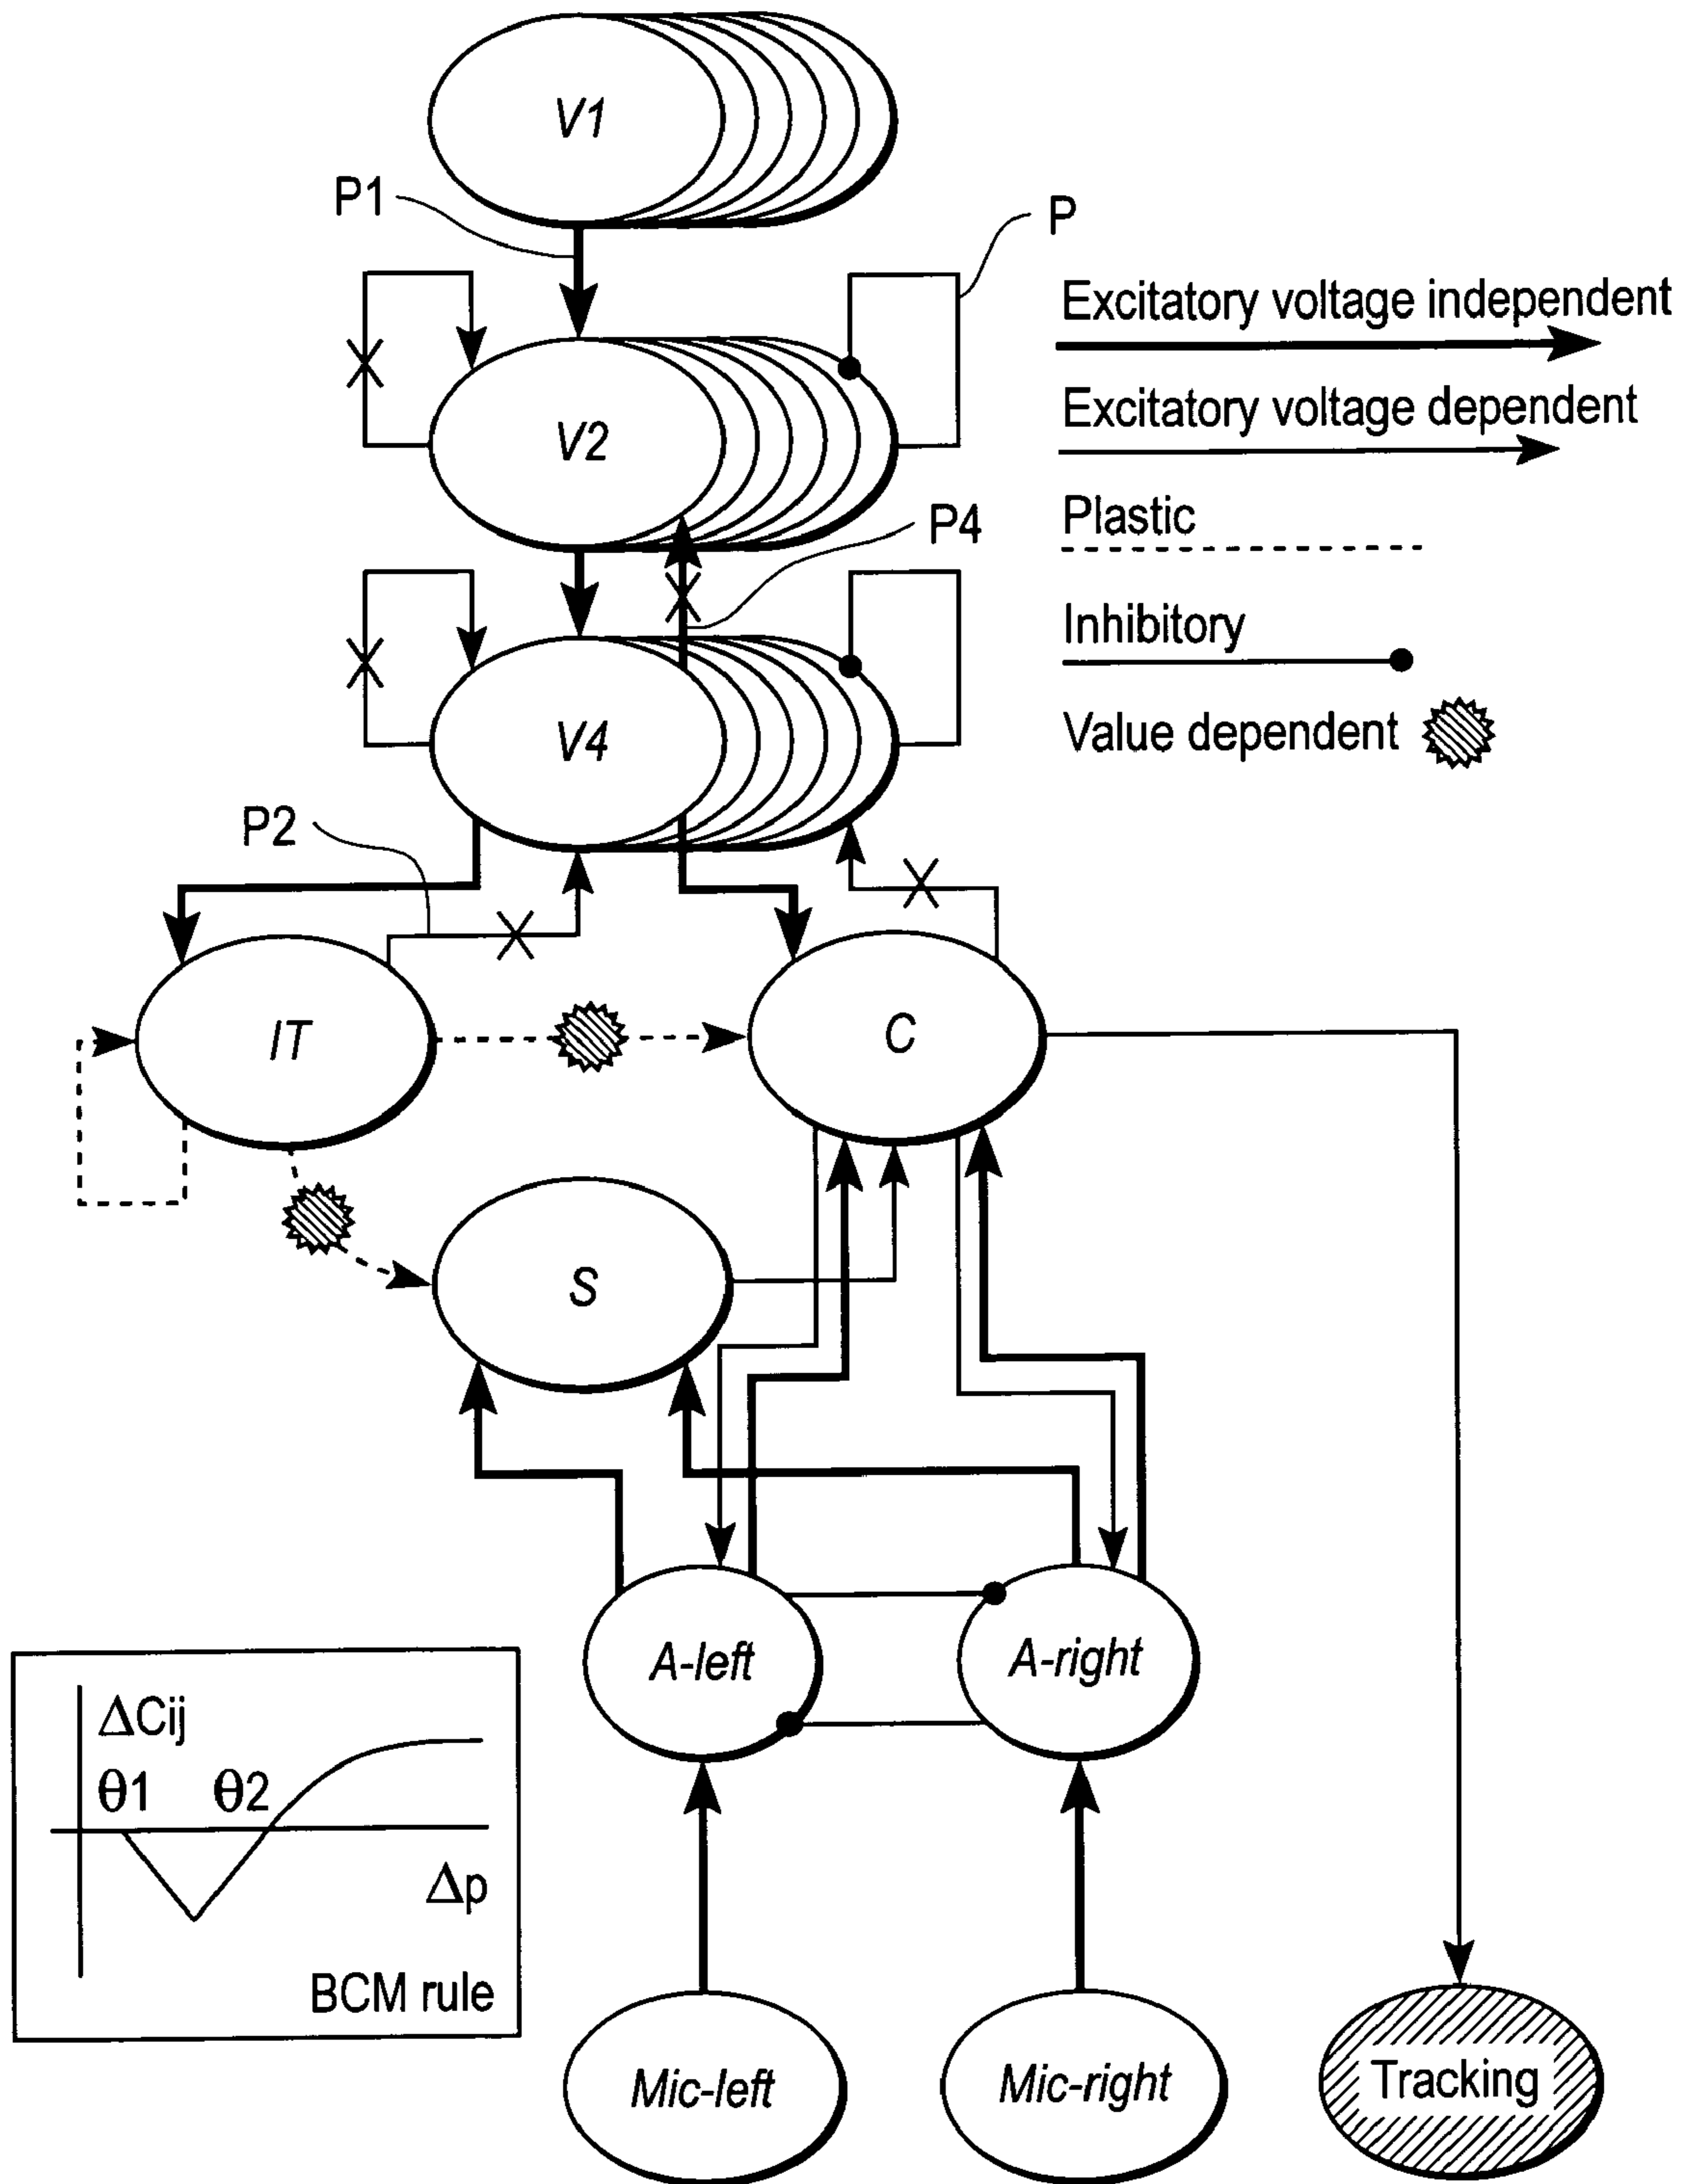 V1
P1
P
Excitatory voltage independent
V2
Excitatory voltage dependent
Plastic
P4
Inhibitory
V4
Value dependent
P2
IT
C
S
A-left
A-right
ΔCij
θ1 θ2
Δp
BCM rule
Mic-left
Mic-right
Tracking